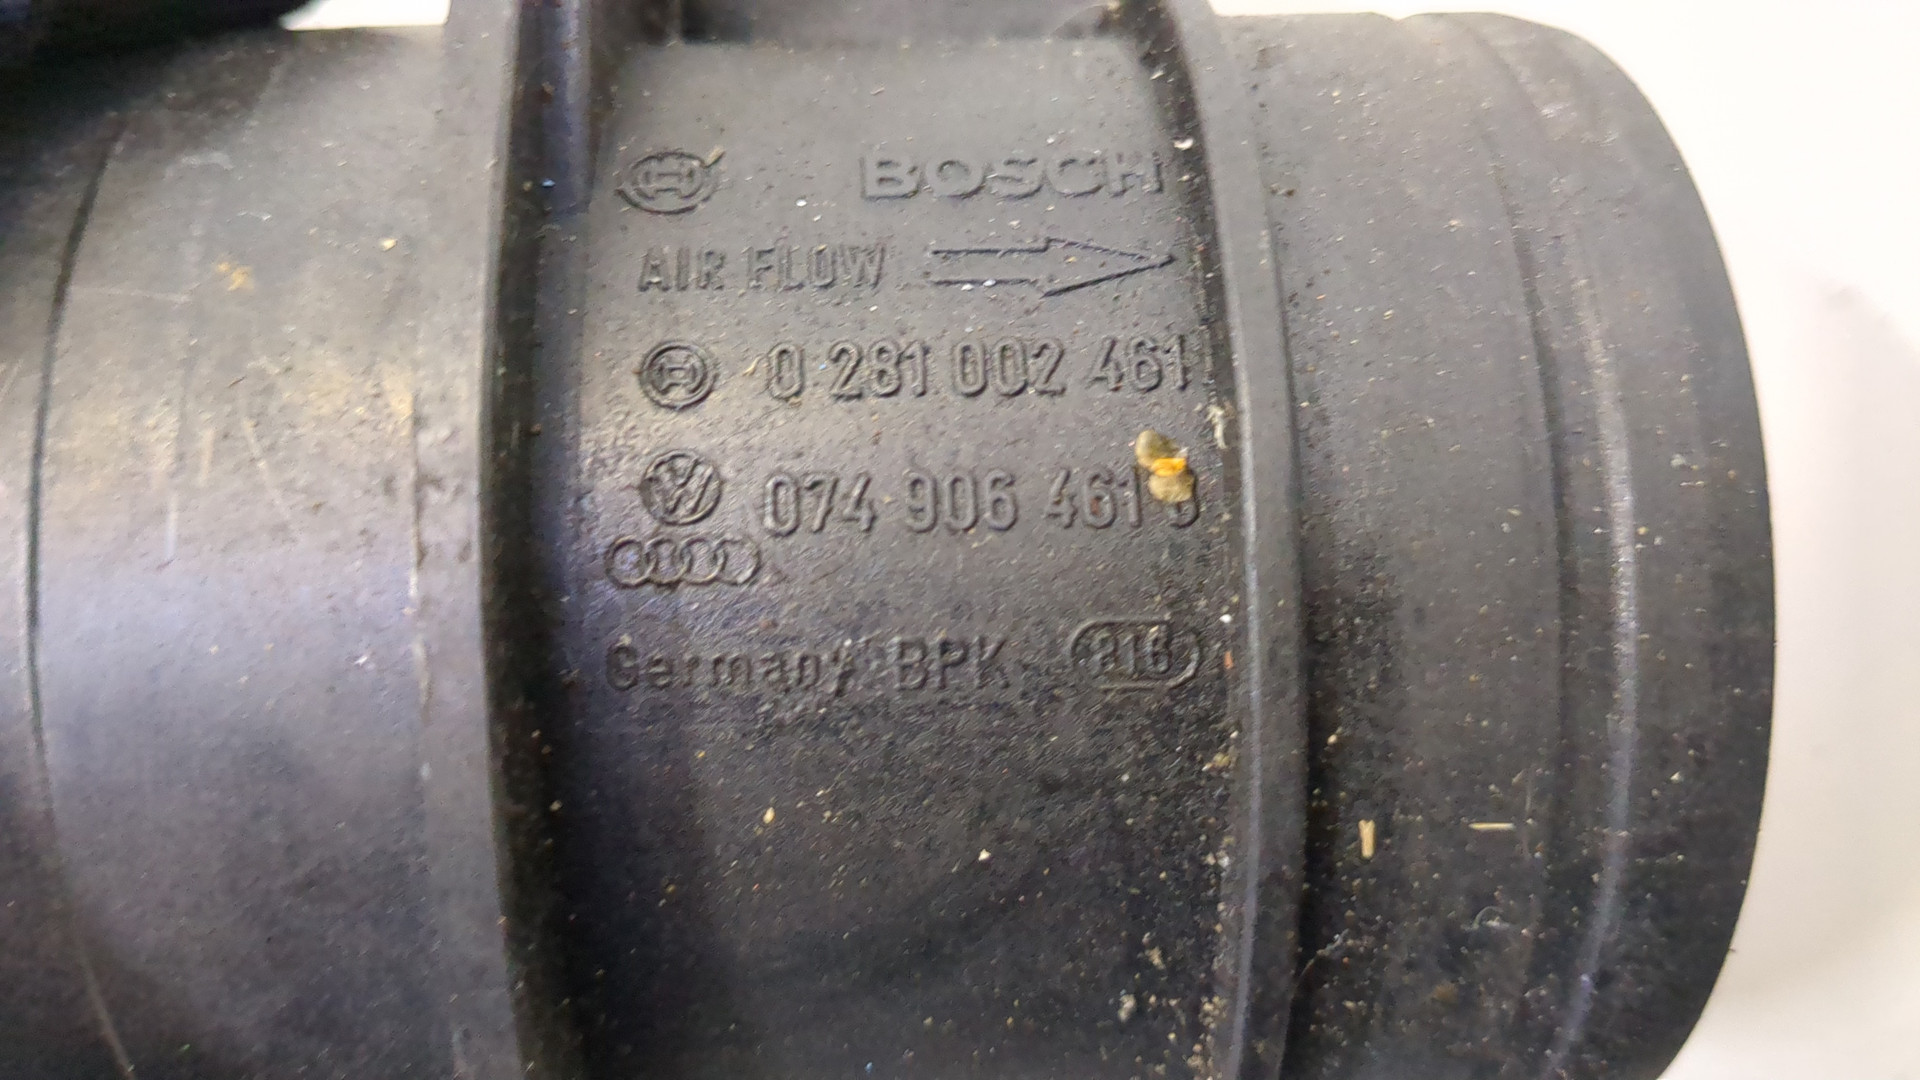 BOSCH
AIR FLOW
0 281 002 461
074 906 461
Germany BPK